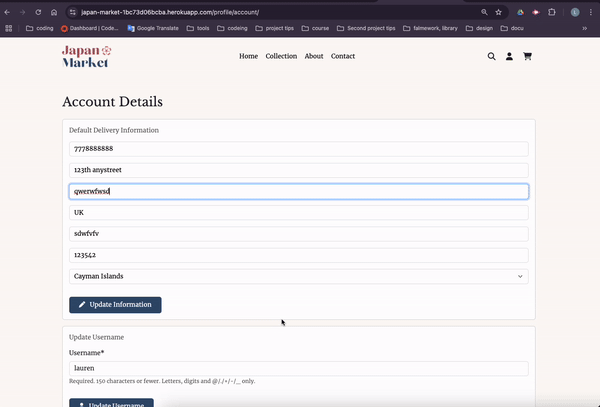 japan-market-1bc73d06bcba.herokuapp.com/profile/account/
coding
Dashboard | Code...
Google Translate
tools
codeing
project tips
course
Second project tips
faimework, library
design
docu
Japan
Market
Home Collection About Contact
Account Details
Default Delivery Information
7778888888
123th anystreet
qwerwfwsd
UK
sdwfvfv
123542
Cayman Islands
Update Information
Update Username
Username*
lauren
Required. 150 characters or fewer. Letters, digits and @/./+/-/_ only.
Update Username